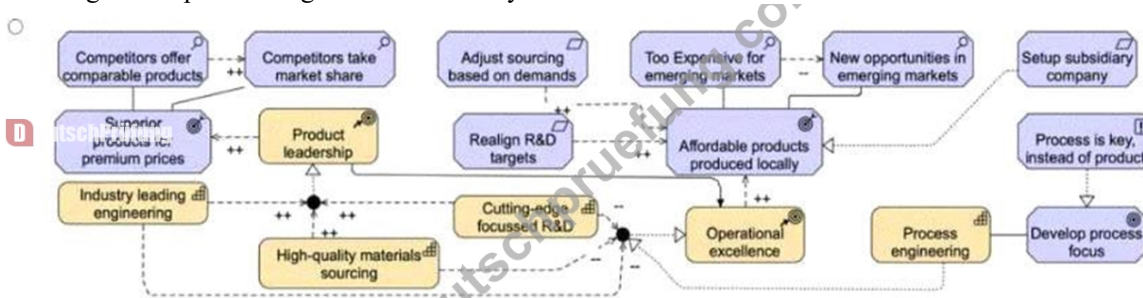 Competitors offer
comparable products
++
Competitors take
market share
Adjust sourcing
based on demands
++
Too Expensive for
emerging markets
--
New opportunities in
emerging markets
Setup subsidiary
company
Superior
products for
premium prices
++
Product
leadership
Realign R&D
targets
++
Affordable products
produced locally
Process is key,
instead of product
Industry leading
engineering
++
++
++
High-quality materials
sourcing
Cutting-edge
focussed R&D
--
--
--
++
Operational
excellence
Process
engineering
Develop process
focus